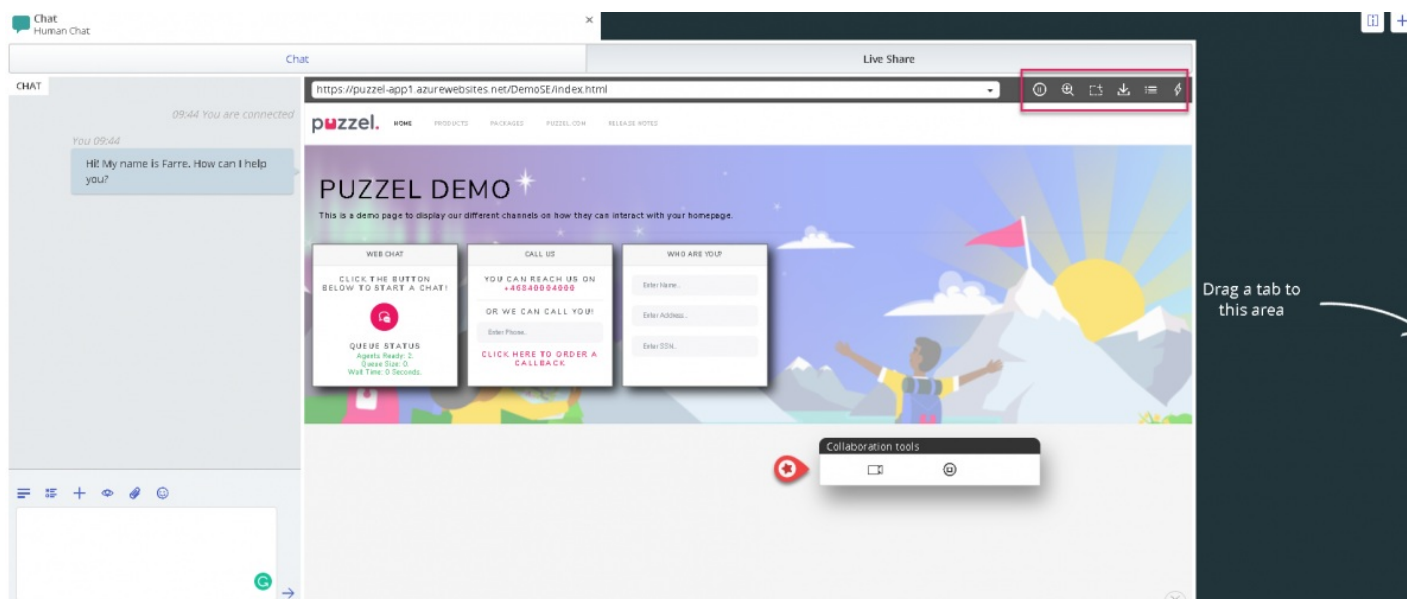 Chat
Human Chat
Chat
Live Share
CHAT
09:44 You are connected
You 09:44
Hi! My name is Farre. How can I help
you?
https://puzzel-app1.azurewebsites.net/DemoSE/index.html
puzzel.
HOME
PRODUCTS
PACKAGES
PUZZEL.COM
RELEASE NOTES
PUZZEL DEMO
This is a demo page to display our different channels on how they can interact with your homepage.
WEB CHAT
CLICK THE BUTTON
BELOW TO START A CHAT!
QUEUE STATUS
Agents Ready: 2.
Queue Size: 0.
Wait Time: 0 Seconds.
CALL US
YOU CAN REACH US ON
+46840004000
OR WE CAN CALL YOU!
Enter Phone..
CLICK HERE TO ORDER A
CALLBACK
WHO ARE YOU?
Enter Name..
Enter Address..
Enter SSN..
Collaboration tools
Drag a tab to
this area